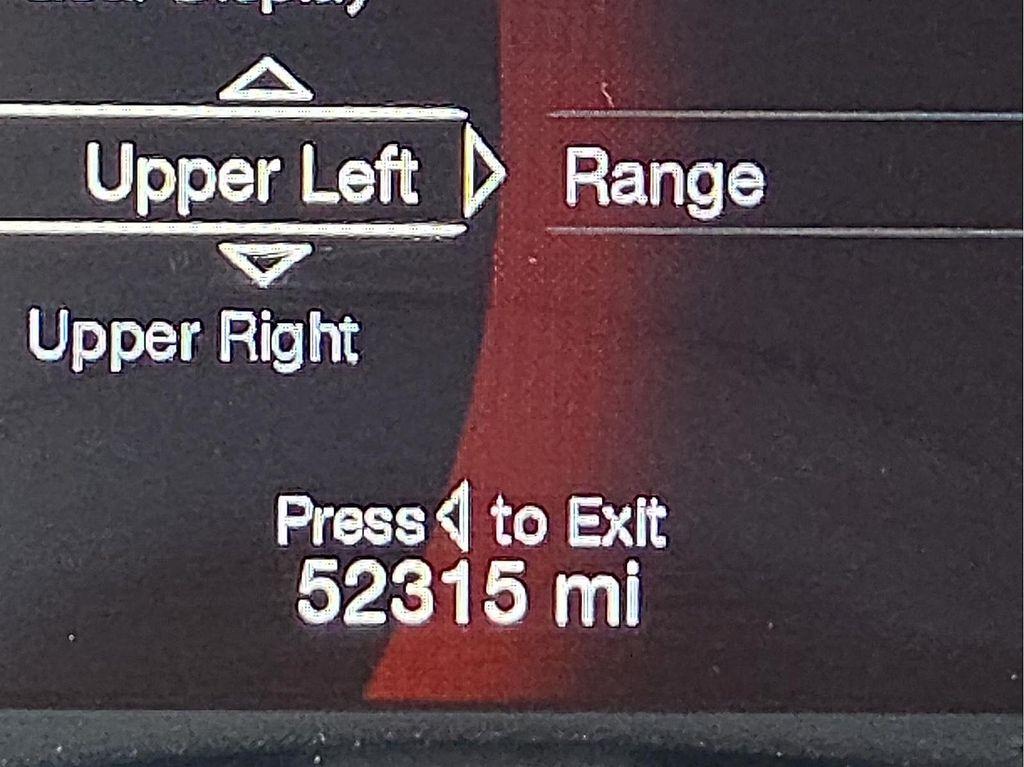 Upper Left
Range
Upper Right
Press to Exit
52315 mi